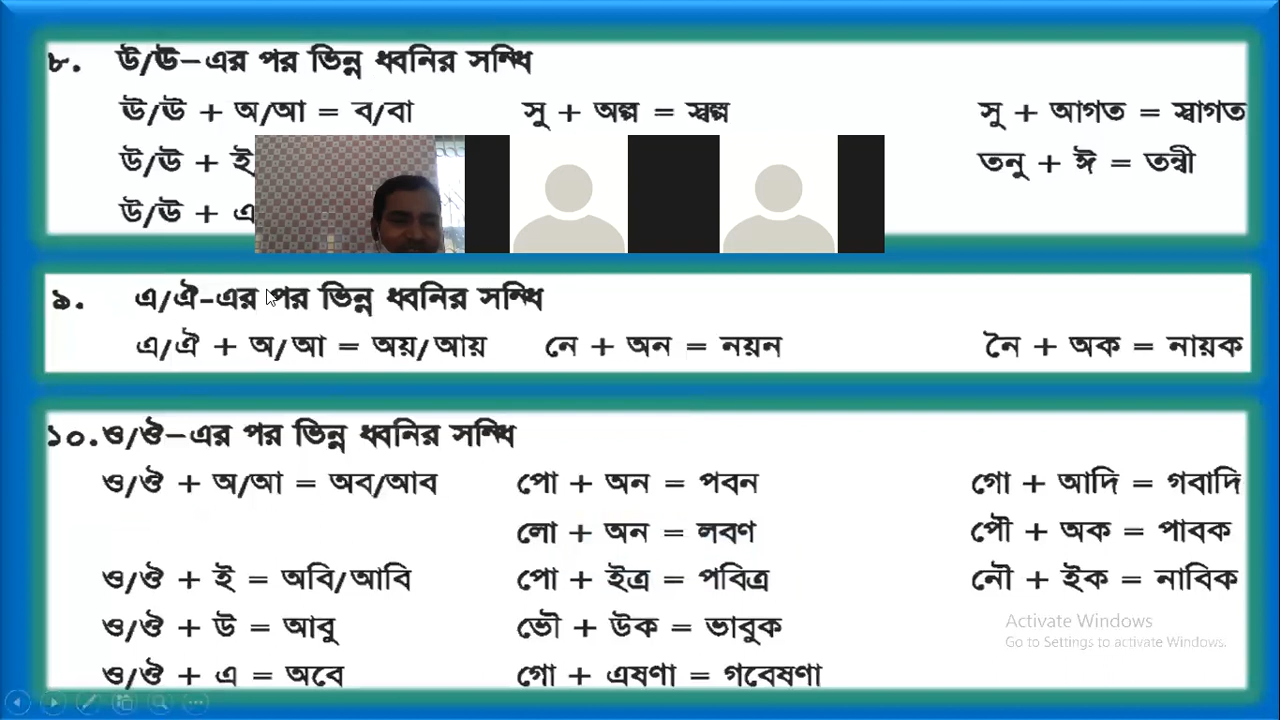 ৮. উ/ঊ-এর পর ভিন্ন ধ্বনির সন্ধি
উ/ঊ + অ/আ = ব/বা সু + অল্প = স্বল্প সু + আগত = স্বাগত
উ/ঊ + ই তনু + ঈ = তন্বী
উ/ঊ + এ
৯. এ/ঐ-এর পর ভিন্ন ধ্বনির সন্ধি
এ/ঐ + অ/আ = অয়/আয় নে + অন = নয়ন নৈ + অক = নায়ক
১০. ও/ঔ-এর পর ভিন্ন ধ্বনির সন্ধি
ও/ঔ + অ/আ = অব/আব পো + অন = পবন গো + আদি = গবাদি
লো + অন = লবণ পৌ + অক = পাবক
ও/ঔ + ই = অবি/আবি পো + ইত্র = পবিত্র নৌ + ইক = নাবিক
ও/ঔ + উ = আবু ভৌ + উক = ভাবুক
ও/ঔ + এ = অবে গো + এষণা = গবেষণা
Activate Windows
Go to Settings to activate Windows.